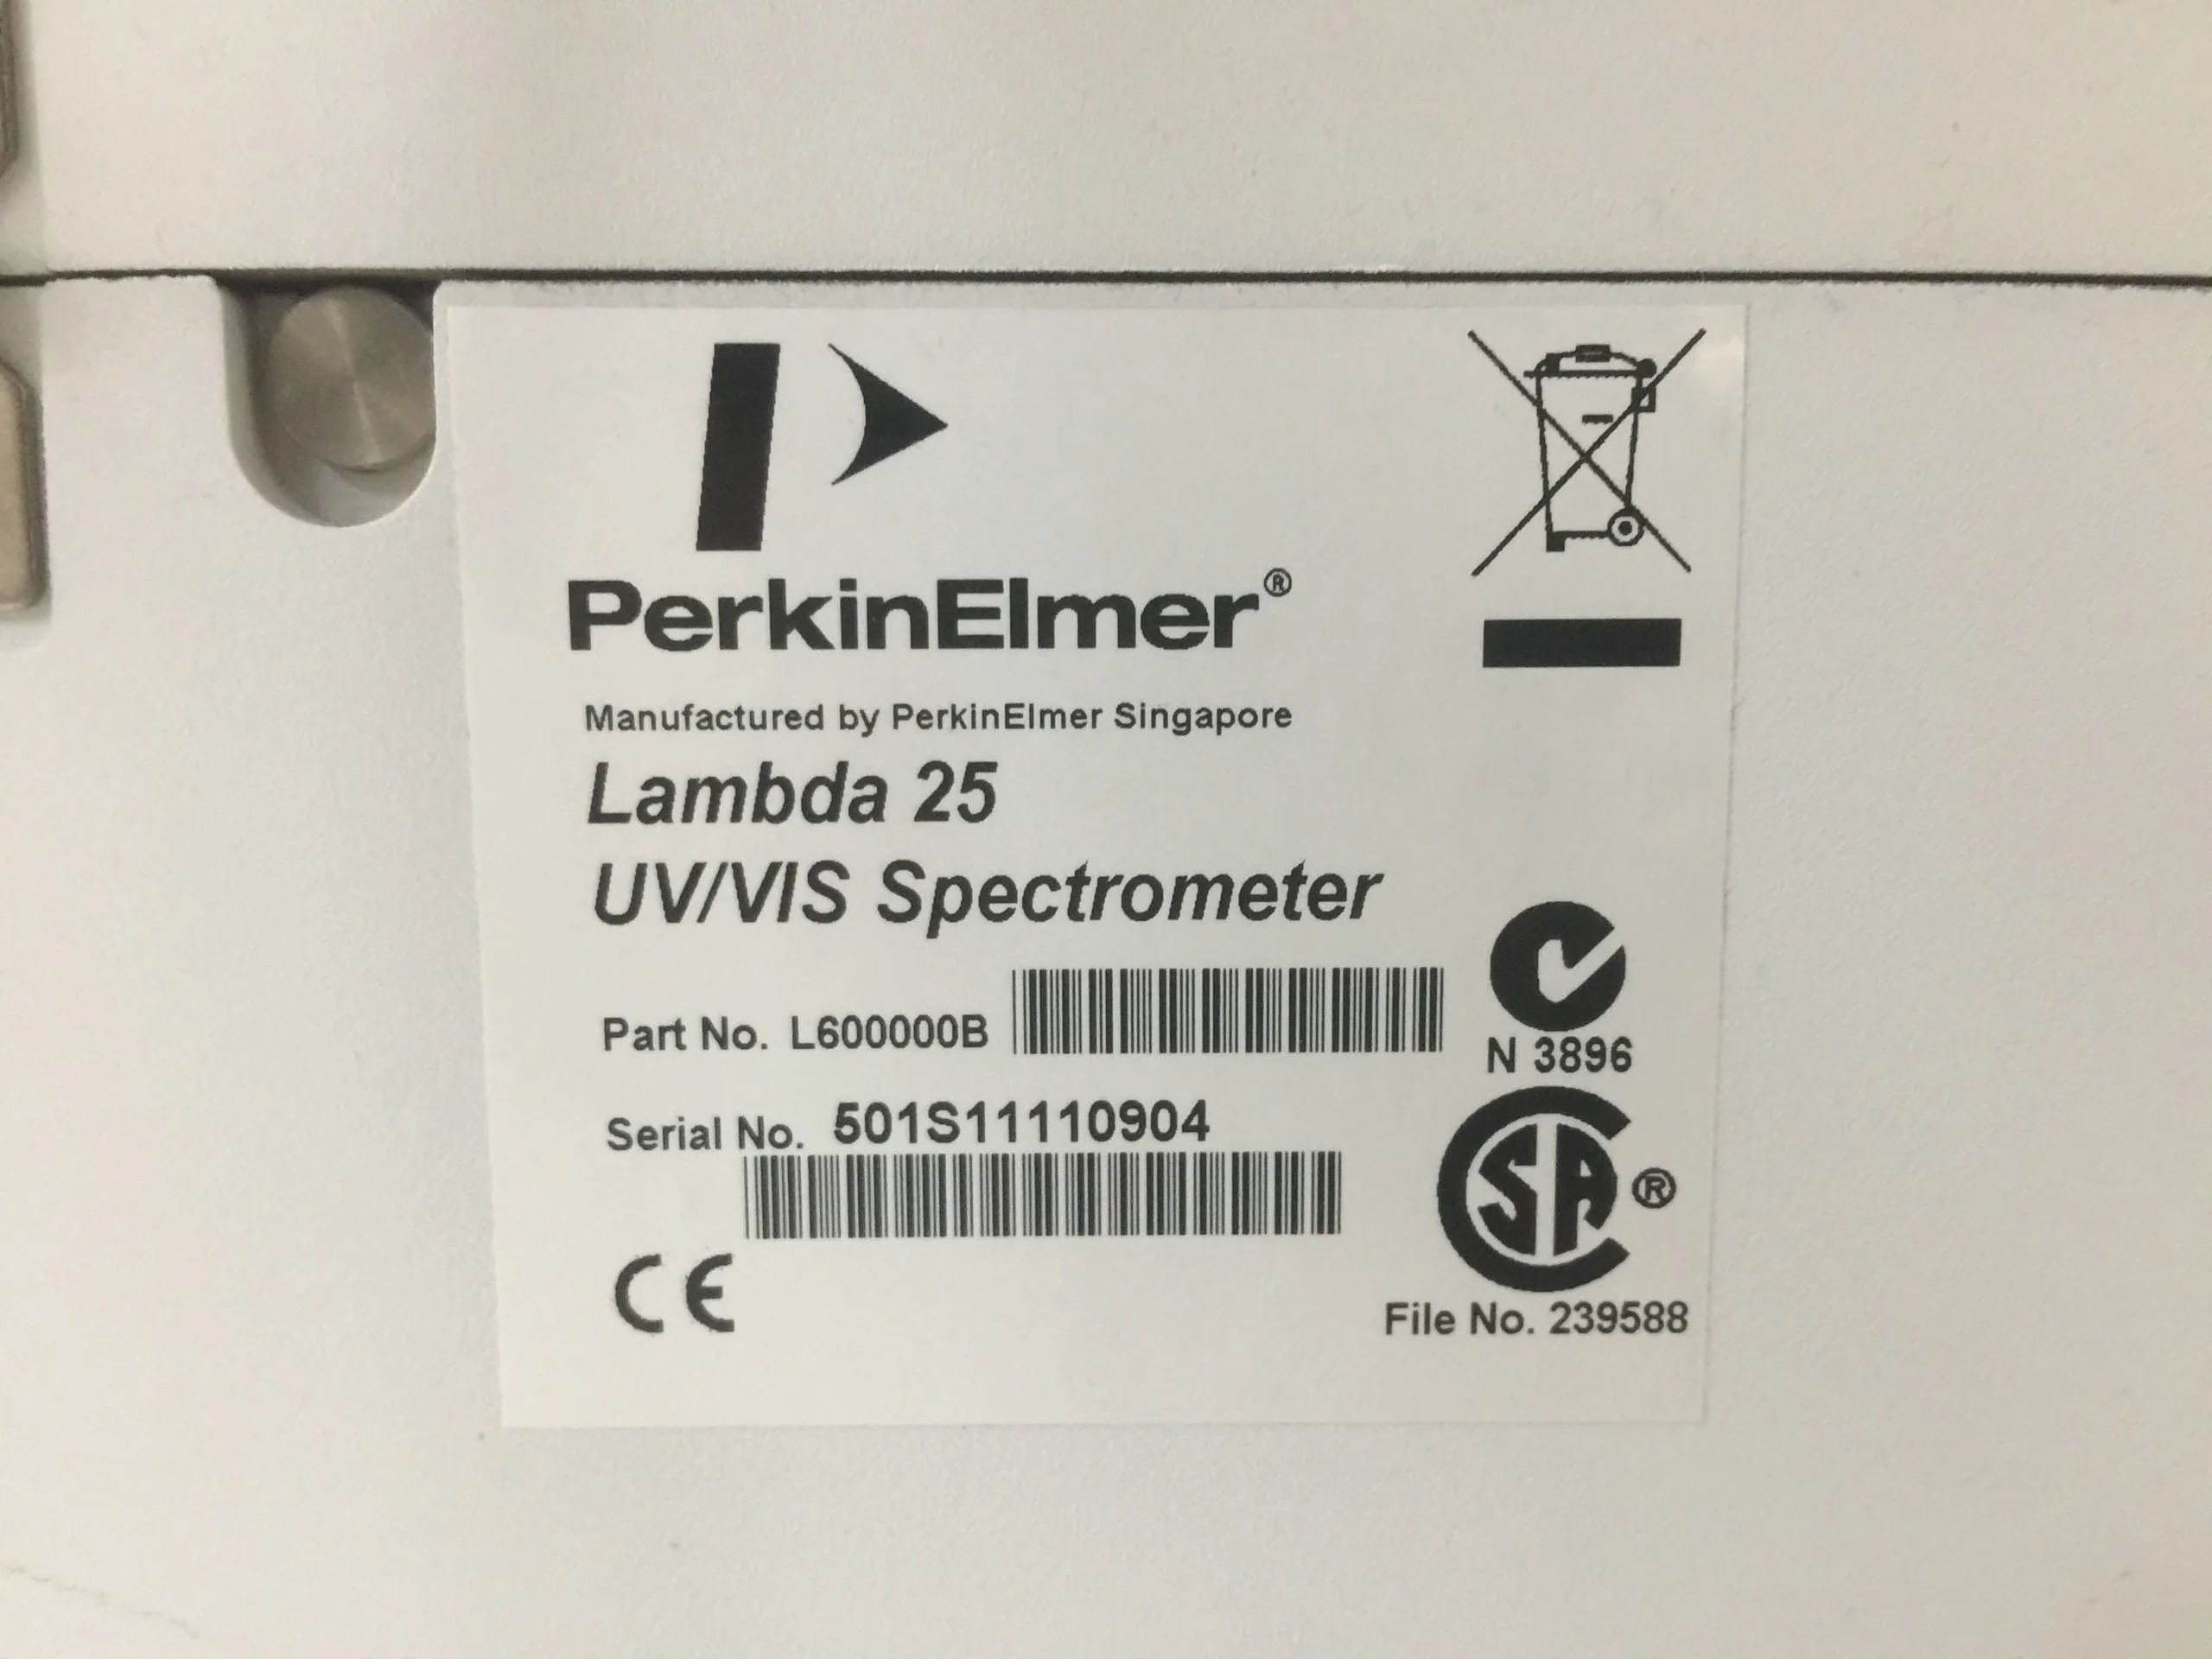 PerkinElmer®
Manufactured by PerkinElmer Singapore
Lambda 25
UV/VIS Spectrometer
Part No. L600000B
N 3896
Serial No. 501S11110904
CSA®
CE
File No. 239588